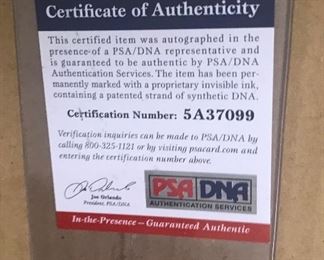 Certificate of Authenticity
This certified item was autographed in the
presence of a PSA/DNA representative and
is guaranteed to be authentic by PSA/DNA
Authentication Services. The item has been per-
manently marked with a proprietary invisible ink,
containing a patented strand of synthetic DNA.
Certification Number: 5A37099
Verification inquiries can be made to PSA/DNA by
calling 800-325-1121 or by visiting psacard.com and
entering the certification number above.
Joe Orlando
President, PSA/DNA
PSA DNA
AUTHENTICATION SERVICES
In-the-Presence—Guaranteed Authentic